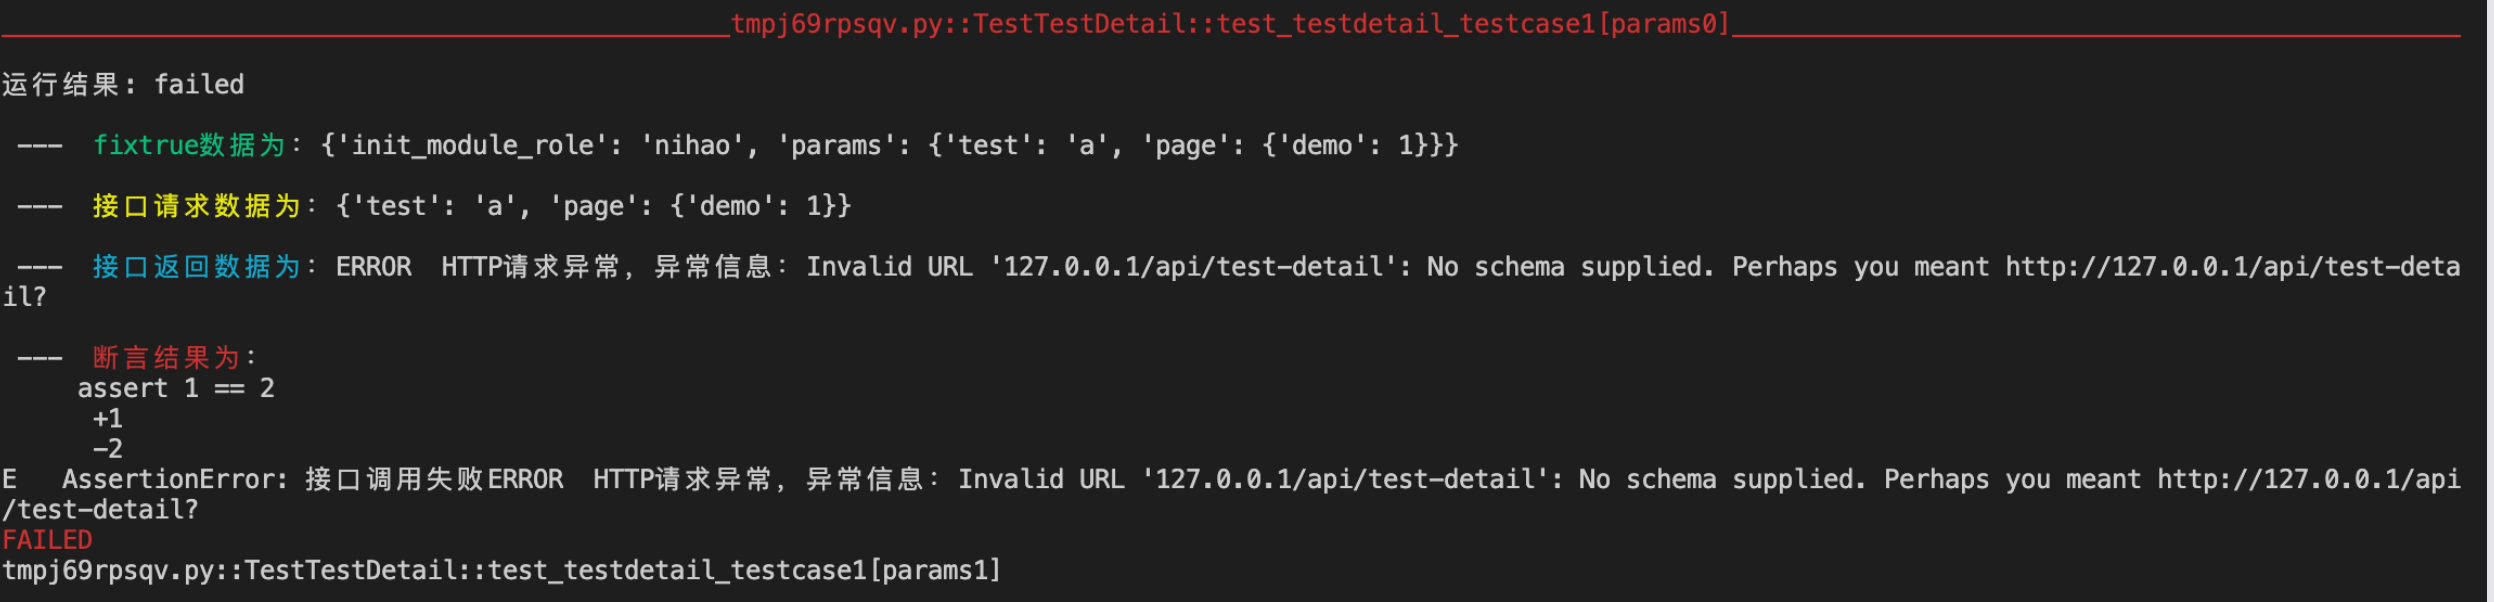 tmpj69rpsqv.py::TestTestDetail::test_testdetail_testcase1[params0]
运行结果: failed
--- fixtrue数据为: {'init_module_role': 'nihao', 'params': {'test': 'a', 'page': {'demo': 1}}}
--- 接口请求数据为: {'test': 'a', 'page': {'demo': 1}}
--- 接口返回数据为: ERROR  HTTP请求异常, 异常信息: Invalid URL '127.0.0.1/api/test-detail': No schema supplied. Perhaps you meant http://127.0.0.1/api/test-deta
il?
--- 断言结果为:
assert 1 == 2
+1
-2
E   AssertionError: 接口调用失败ERROR  HTTP请求异常, 异常信息: Invalid URL '127.0.0.1/api/test-detail': No schema supplied. Perhaps you meant http://127.0.0.1/api
/test-detail?
FAILED
tmpj69rpsqv.py::TestTestDetail::test_testdetail_testcase1[params1]